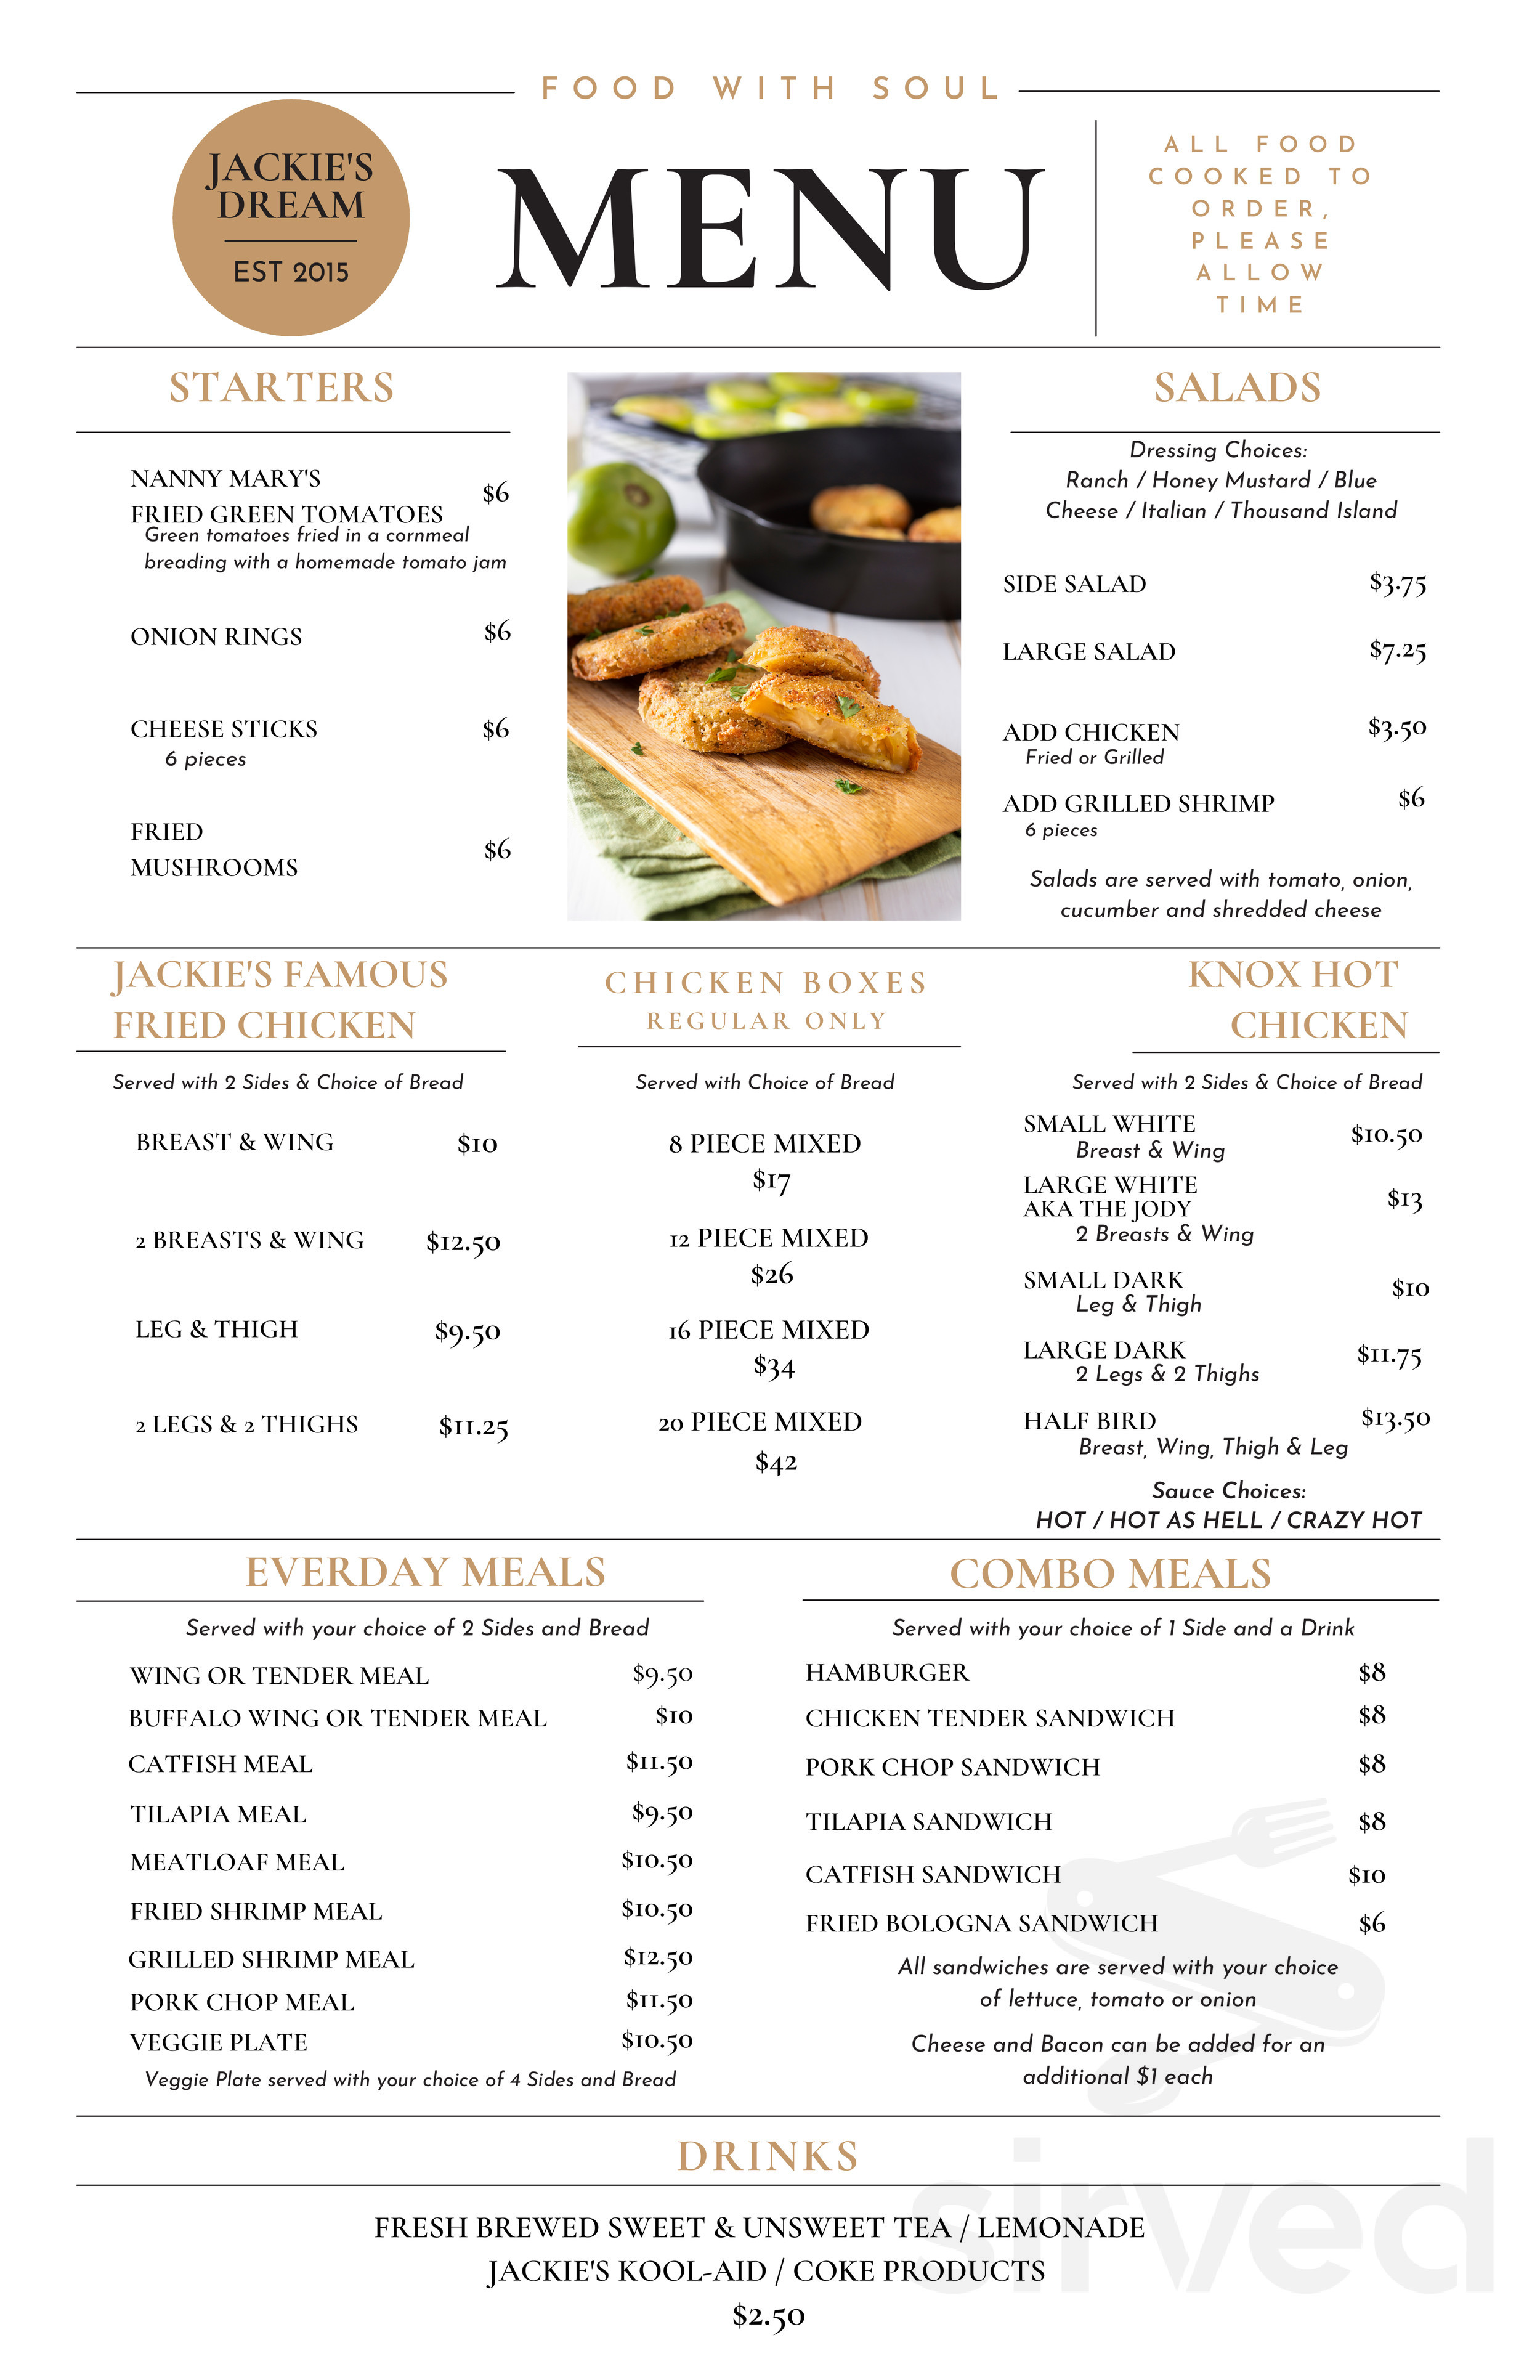 FOOD WITH SOUL
JACKIE'S
DREAM
EST 2015
MENU
ALL FOOD
COOKED TO
ORDER,
PLEASE
ALLOW
TIME
STARTERS
NANNY MARY'S
FRIED GREEN TOMATOES $6
Green tomatoes fried in a cornmeal
breading with a homemade tomato jam
ONION RINGS $6
CHEESE STICKS $6
6 pieces
FRIED
MUSHROOMS $6
SALADS
Dressing Choices:
Ranch / Honey Mustard / Blue
Cheese / Italian / Thousand Island
SIDE SALAD $3.75
LARGE SALAD $7.25
ADD CHICKEN $3.50
Fried or Grilled
ADD GRILLED SHRIMP $6
6 pieces
Salads are served with tomato, onion,
cucumber and shredded cheese
JACKIE'S FAMOUS
FRIED CHICKEN
Served with 2 Sides & Choice of Bread
BREAST & WING $10
2 BREASTS & WING $12.50
LEG & THIGH $9.50
2 LEGS & 2 THIGHS $11.25
CHICKEN BOXES
REGULAR ONLY
Served with Choice of Bread
8 PIECE MIXED
$17
12 PIECE MIXED
$26
16 PIECE MIXED
$34
20 PIECE MIXED
$42
KNOX HOT
CHICKEN
Served with 2 Sides & Choice of Bread
SMALL WHITE $10.50
Breast & Wing
LARGE WHITE
AKA THE JODY $13
2 Breasts & Wing
SMALL DARK $10
Leg & Thigh
LARGE DARK $11.75
2 Legs & 2 Thighs
HALF BIRD $13.50
Breast, Wing, Thigh & Leg
Sauce Choices:
HOT / HOT AS HELL / CRAZY HOT
EVERDAY MEALS
Served with your choice of 2 Sides and Bread
WING OR TENDER MEAL $9.50
BUFFALO WING OR TENDER MEAL $10
CATFISH MEAL $11.50
TILAPIA MEAL $9.50
MEATLOAF MEAL $10.50
FRIED SHRIMP MEAL $10.50
GRILLED SHRIMP MEAL $12.50
PORK CHOP MEAL $11.50
VEGGIE PLATE $10.50
Veggie Plate served with your choice of 4 Sides and Bread
COMBO MEALS
Served with your choice of 1 Side and a Drink
HAMBURGER $8
CHICKEN TENDER SANDWICH $8
PORK CHOP SANDWICH $8
TILAPIA SANDWICH $8
CATFISH SANDWICH $10
FRIED BOLOGNA SANDWICH $6
All sandwiches are served with your choice
of lettuce, tomato or onion
Cheese and Bacon can be added for an
additional $1 each
DRINKS
FRESH BREWED SWEET & UNSWEET TEA / LEMONADE
JACKIE'S KOOL-AID / COKE PRODUCTS
$2.50
sirved